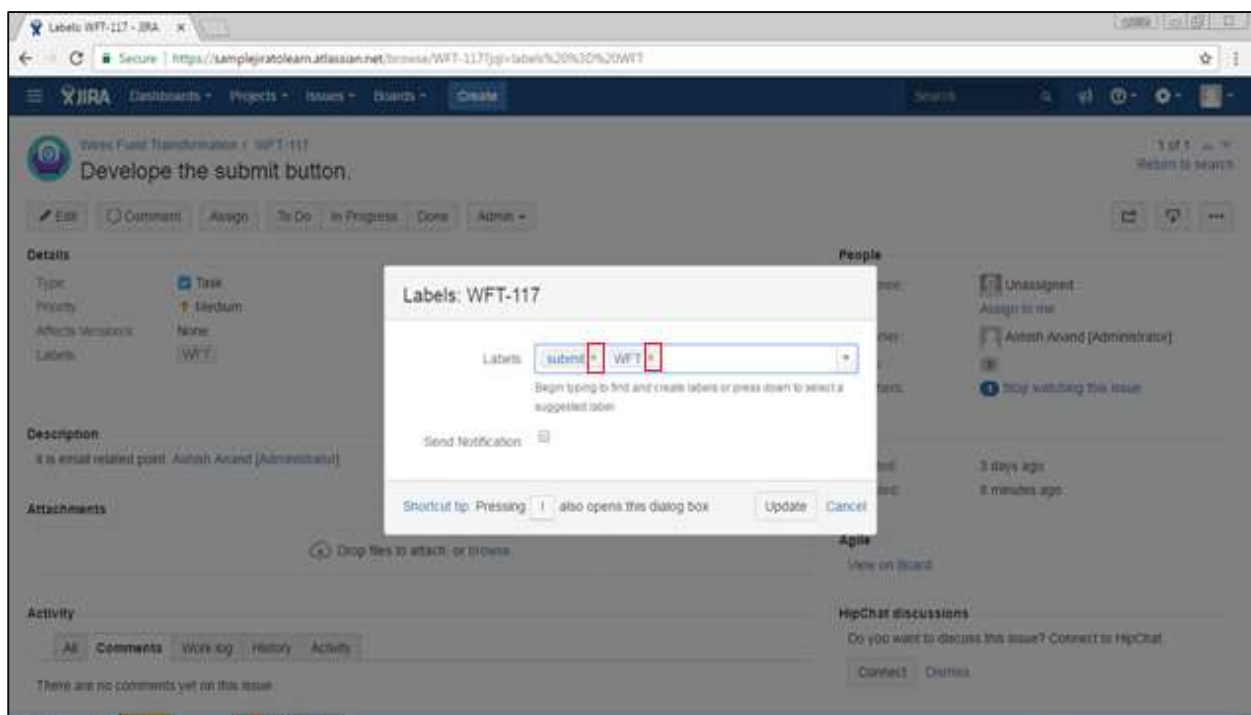 Labels: WFT-117 - JIRA
Secure | https://samplejiratolearn.atlassian.net/browse/WFT-117?jql=labels%20%3D%20WFT
JIRA Dashboards Projects Issues Boards Create Search
Wires Fund Transformation / WFT-117
1 of 1
Develope the submit button.
Return to search
Edit Comment Assign To Do In Progress Done Admin
Details
Type: Task
Priority: Medium
Affects Version/s: None
Labels: WFT
People
Unassigned
Assign to me
Ashish Anand [Administrator]
Stop watching this issue
Labels: WFT-117
Labels submit WFT
Begin typing to find and create labels or press down to select a
suggested label.
Send Notification
Shortcut tip: Pressing l also opens this dialog box
Update Cancel
Description
it is email related point. Ashish Anand [Administrator]
3 days ago
8 minutes ago
Attachments
Drop files to attach, or browse.
Agile
View on Board
Activity
All Comments Work log History Activity
There are no comments yet on this issue.
HipChat discussions
Do you want to discuss this issue? Connect to HipChat.
Connect Dismiss